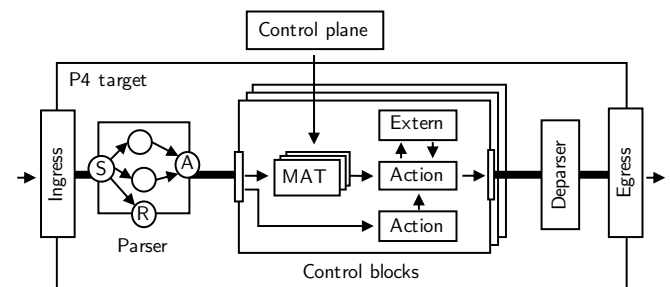 Control plane
P4 target
Ingress
S
A
R
Parser
MAT
Extern
Action
Action
Control blocks
Deparser
Egress